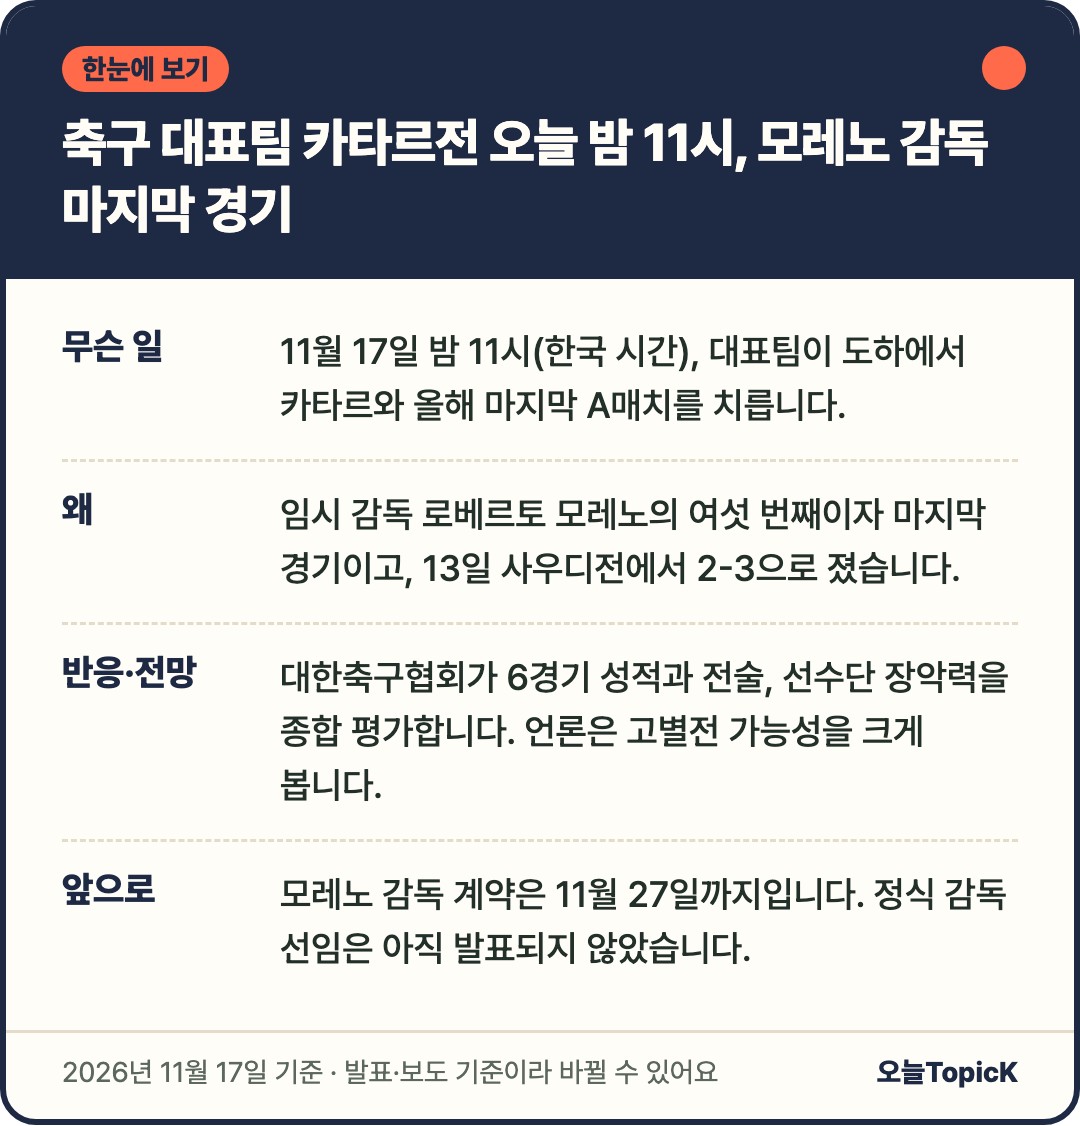 한눈에 보기
축구 대표팀 카타르전 오늘 밤 11시, 모레노 감독
마지막 경기
무슨 일
11월 17일 밤 11시(한국 시간), 대표팀이 도하에서
카타르와 올해 마지막 A매치를 치릅니다.
왜
임시 감독 로베르토 모레노의 여섯 번째이자 마지막
경기이고, 13일 사우디전에서 2-3으로 졌습니다.
반응·전망
대한축구협회가 6경기 성적과 전술, 선수단 장악력을
종합 평가합니다. 언론은 고별전 가능성을 크게
봅니다.
앞으로
모레노 감독 계약은 11월 27일까지입니다. 정식 감독
선임은 아직 발표되지 않았습니다.
2026년 11월 17일 기준 · 발표·보도 기준이라 바뀔 수 있어요
오늘TopicK